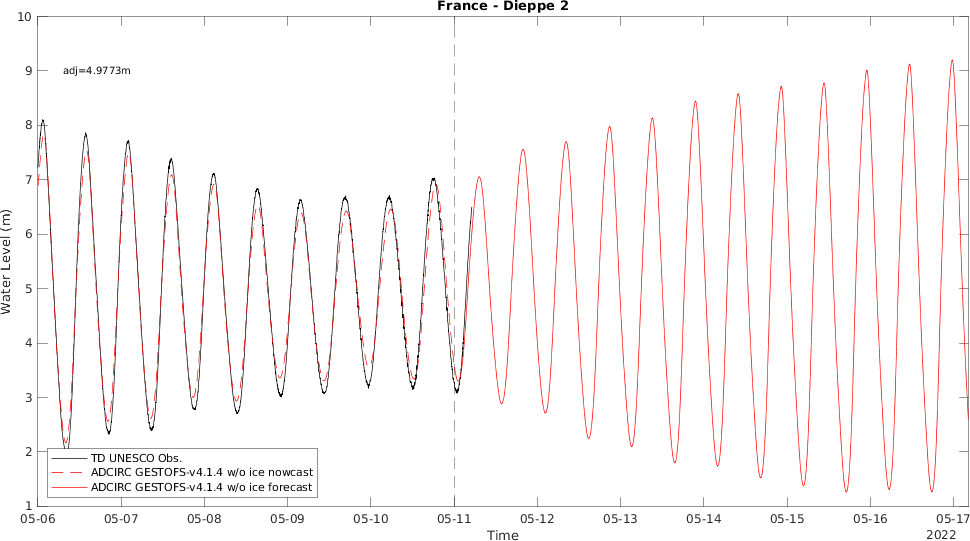 France - Dieppe 2
10
9
8
7
6
5
4
3
2
1
Water Level (m)
adj=4.9773m
TD UNESCO Obs.
ADCIRC GESTOFS-v4.1.4 w/o ice nowcast
ADCIRC GESTOFS-v4.1.4 w/o ice forecast
05-06 05-07 05-08 05-09 05-10 05-11 05-12 05-13 05-14 05-15 05-16 05-17
Time
2022